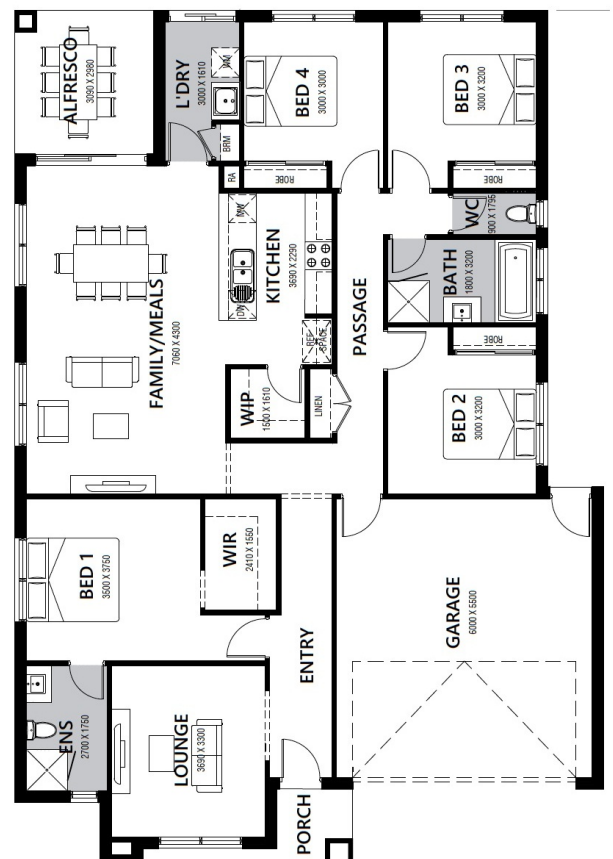 ALFRESCO
3090 X 2980
L'DRY
3000 X 1610
WM
BRM
BED 4
3000 X 3000
ROBE
BED 3
3000 X 3200
ROBE
RA
MW
KITCHEN
3690 X 2290
DW
REF.
SPACE
WC
900 X 1795
BATH
1800 X 3200
PASSAGE
FAMILY/MEALS
7060 X 4300
WIP
1500 X 1610
LINEN
ROBE
BED 2
3000 X 3200
BED 1
3500 X 3750
WIR
2410 X 1550
ENTRY
GARAGE
6000 X 5500
ENS
2700 X 1750
LOUNGE
3690 X 3300
PORCH